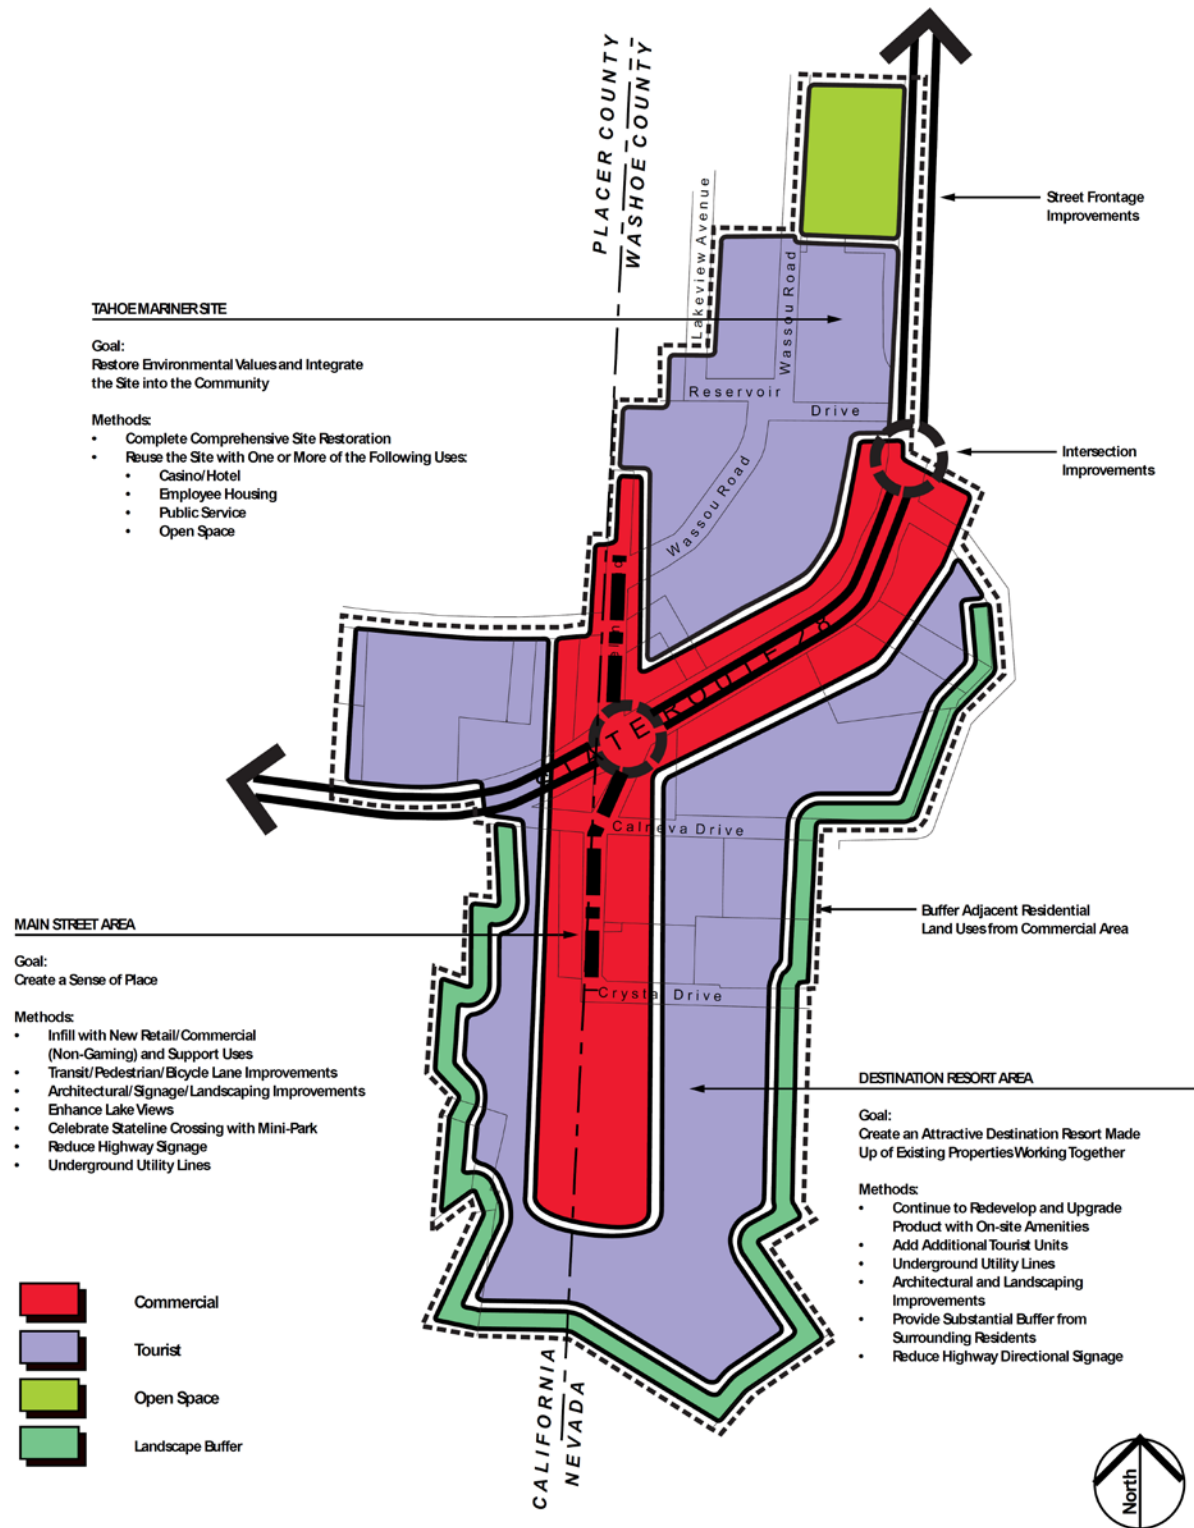 PLACER COUNTY
WASHOE COUNTY
Lakeview Avenue
Wassou Road
Street Frontage
Improvements
TAHOE MARINER SITE
Goal:
Restore Environmental Values and Integrate
the Site into the Community
Methods:
• Complete Comprehensive Site Restoration
• Reuse the Site with One or More of the Following Uses:
• Casino/Hotel
• Employee Housing
• Public Service
• Open Space
Reservoir Drive
Intersection
Improvements
Wassou Road
STATE ROUTE 28
Calneva Drive
MAIN STREET AREA
Goal:
Create a Sense of Place
Methods:
• Infill with New Retail/Commercial
(Non-Gaming) and Support Uses
• Transit/Pedestrian/Bicycle Lane Improvements
• Architectural/Signage/Landscaping Improvements
• Enhance Lake Views
• Celebrate Stateline Crossing with Mini-Park
• Reduce Highway Signage
• Underground Utility Lines
Buffer Adjacent Residential
Land Uses from Commercial Area
Crystal Drive
DESTINATION RESORT AREA
Goal:
Create an Attractive Destination Resort Made
Up of Existing Properties Working Together
Methods:
• Continue to Redevelop and Upgrade
Product with On-site Amenities
• Add Additional Tourist Units
• Underground Utility Lines
• Architectural and Landscaping
Improvements
• Provide Substantial Buffer from
Surrounding Residents
• Reduce Highway Directional Signage
Commercial
Tourist
Open Space
Landscape Buffer
CALIFORNIA
NEVADA
North